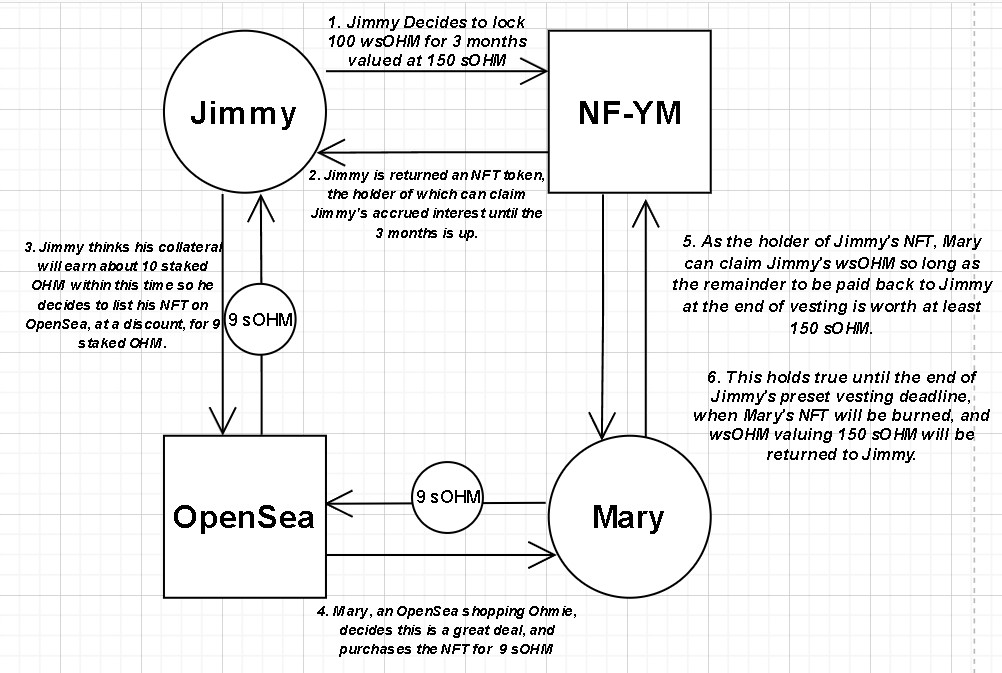 1. Jimmy Decides to lock
100 wsOHM for 3 months
valued at 150 sOHM
Jimmy
NF-YM
2. Jimmy is returned an NFT token,
the holder of which can claim
Jimmy's accrued interest until the
3 months is up.
3. Jimmy thinks his collateral
will earn about 10 staked
OHM within this time so he
decides to list his NFT on
OpenSea, at a discount, for 9
staked OHM.
9 sOHM
5. As the holder of Jimmy's NFT, Mary
can claim Jimmy's wsOHM so long as
the remainder to be paid back to Jimmy
at the end of vesting is worth at least
150 sOHM.
6. This holds true until the end of
Jimmy's preset vesting deadline,
when Mary's NFT will be burned, and
wsOHM valuing 150 sOHM will be
returned to Jimmy.
OpenSea
9 sOHM
Mary
4. Mary, an OpenSea shopping Ohmie,
decides this is a great deal, and
purchases the NFT for 9 sOHM